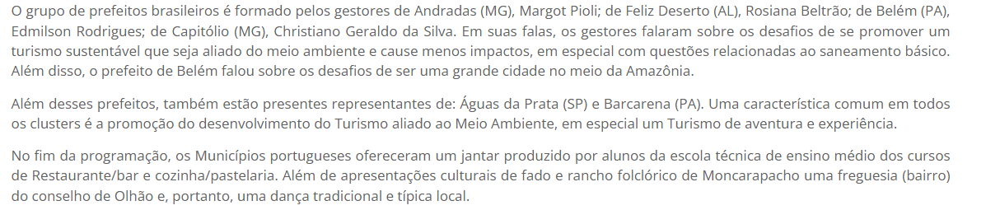 O grupo de prefeitos brasileiros é formado pelos gestores de Andradas (MG), Margot Pioli; de Feliz Deserto (AL), Rosiana Beltrão; de Belém (PA),
Edmilson Rodrigues; de Capitólio (MG), Christiano Geraldo da Silva. Em suas falas, os gestores falaram sobre os desafios de se promover um
turismo sustentável que seja aliado do meio ambiente e cause menos impactos, em especial com questões relacionadas ao saneamento básico.
Além disso, o prefeito de Belém falou sobre os desafios de ser uma grande cidade no meio da Amazônia.
Além desses prefeitos, também estão presentes representantes de: Águas da Prata (SP) e Barcarena (PA). Uma característica comum em todos
os clusters é a promoção do desenvolvimento do Turismo aliado ao Meio Ambiente, em especial um Turismo de aventura e experiência.
No fim da programação, os Municípios portugueses ofereceram um jantar produzido por alunos da escola técnica de ensino médio dos cursos
de Restaurante/bar e cozinha/pastelaria. Além de apresentações culturais de fado e rancho folclórico de Moncarapacho uma freguesia (bairro)
do conselho de Olhão e, portanto, uma dança tradicional e típica local.